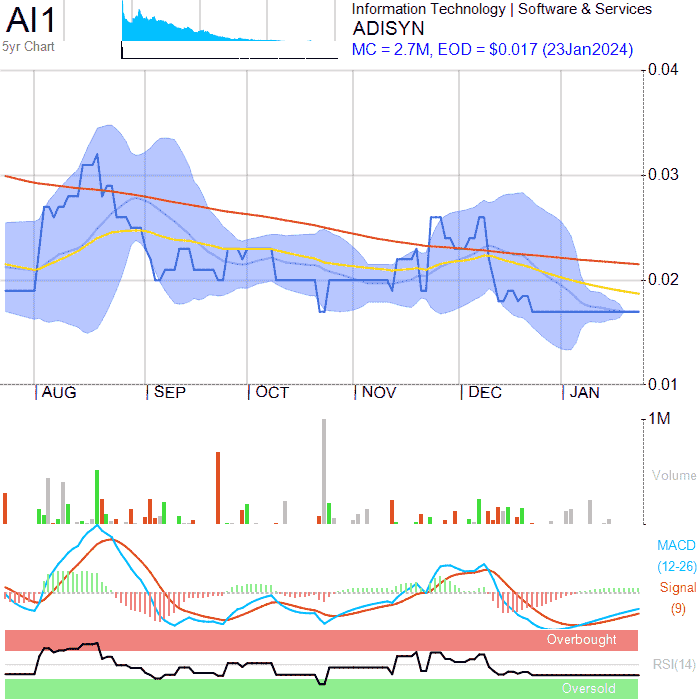 AI1
5yr Chart
Information Technology | Software & Services
ADISYN
MC = 2.7M, EOD = $0.017 (23Jan2024)
0.04
0.03
0.02
0.01
AUG SEP OCT NOV DEC JAN
1M
Volume
MACD
(12-26)
Signal
(9)
Overbought
RSI(14)
Oversold